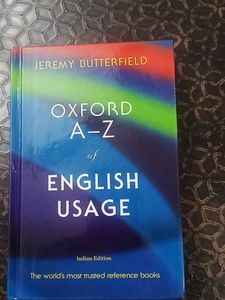 JEREMY BUTTERFIELD
OXFORD
A–Z
of
ENGLISH
USAGE
Indian Edition
The world's most trusted reference books